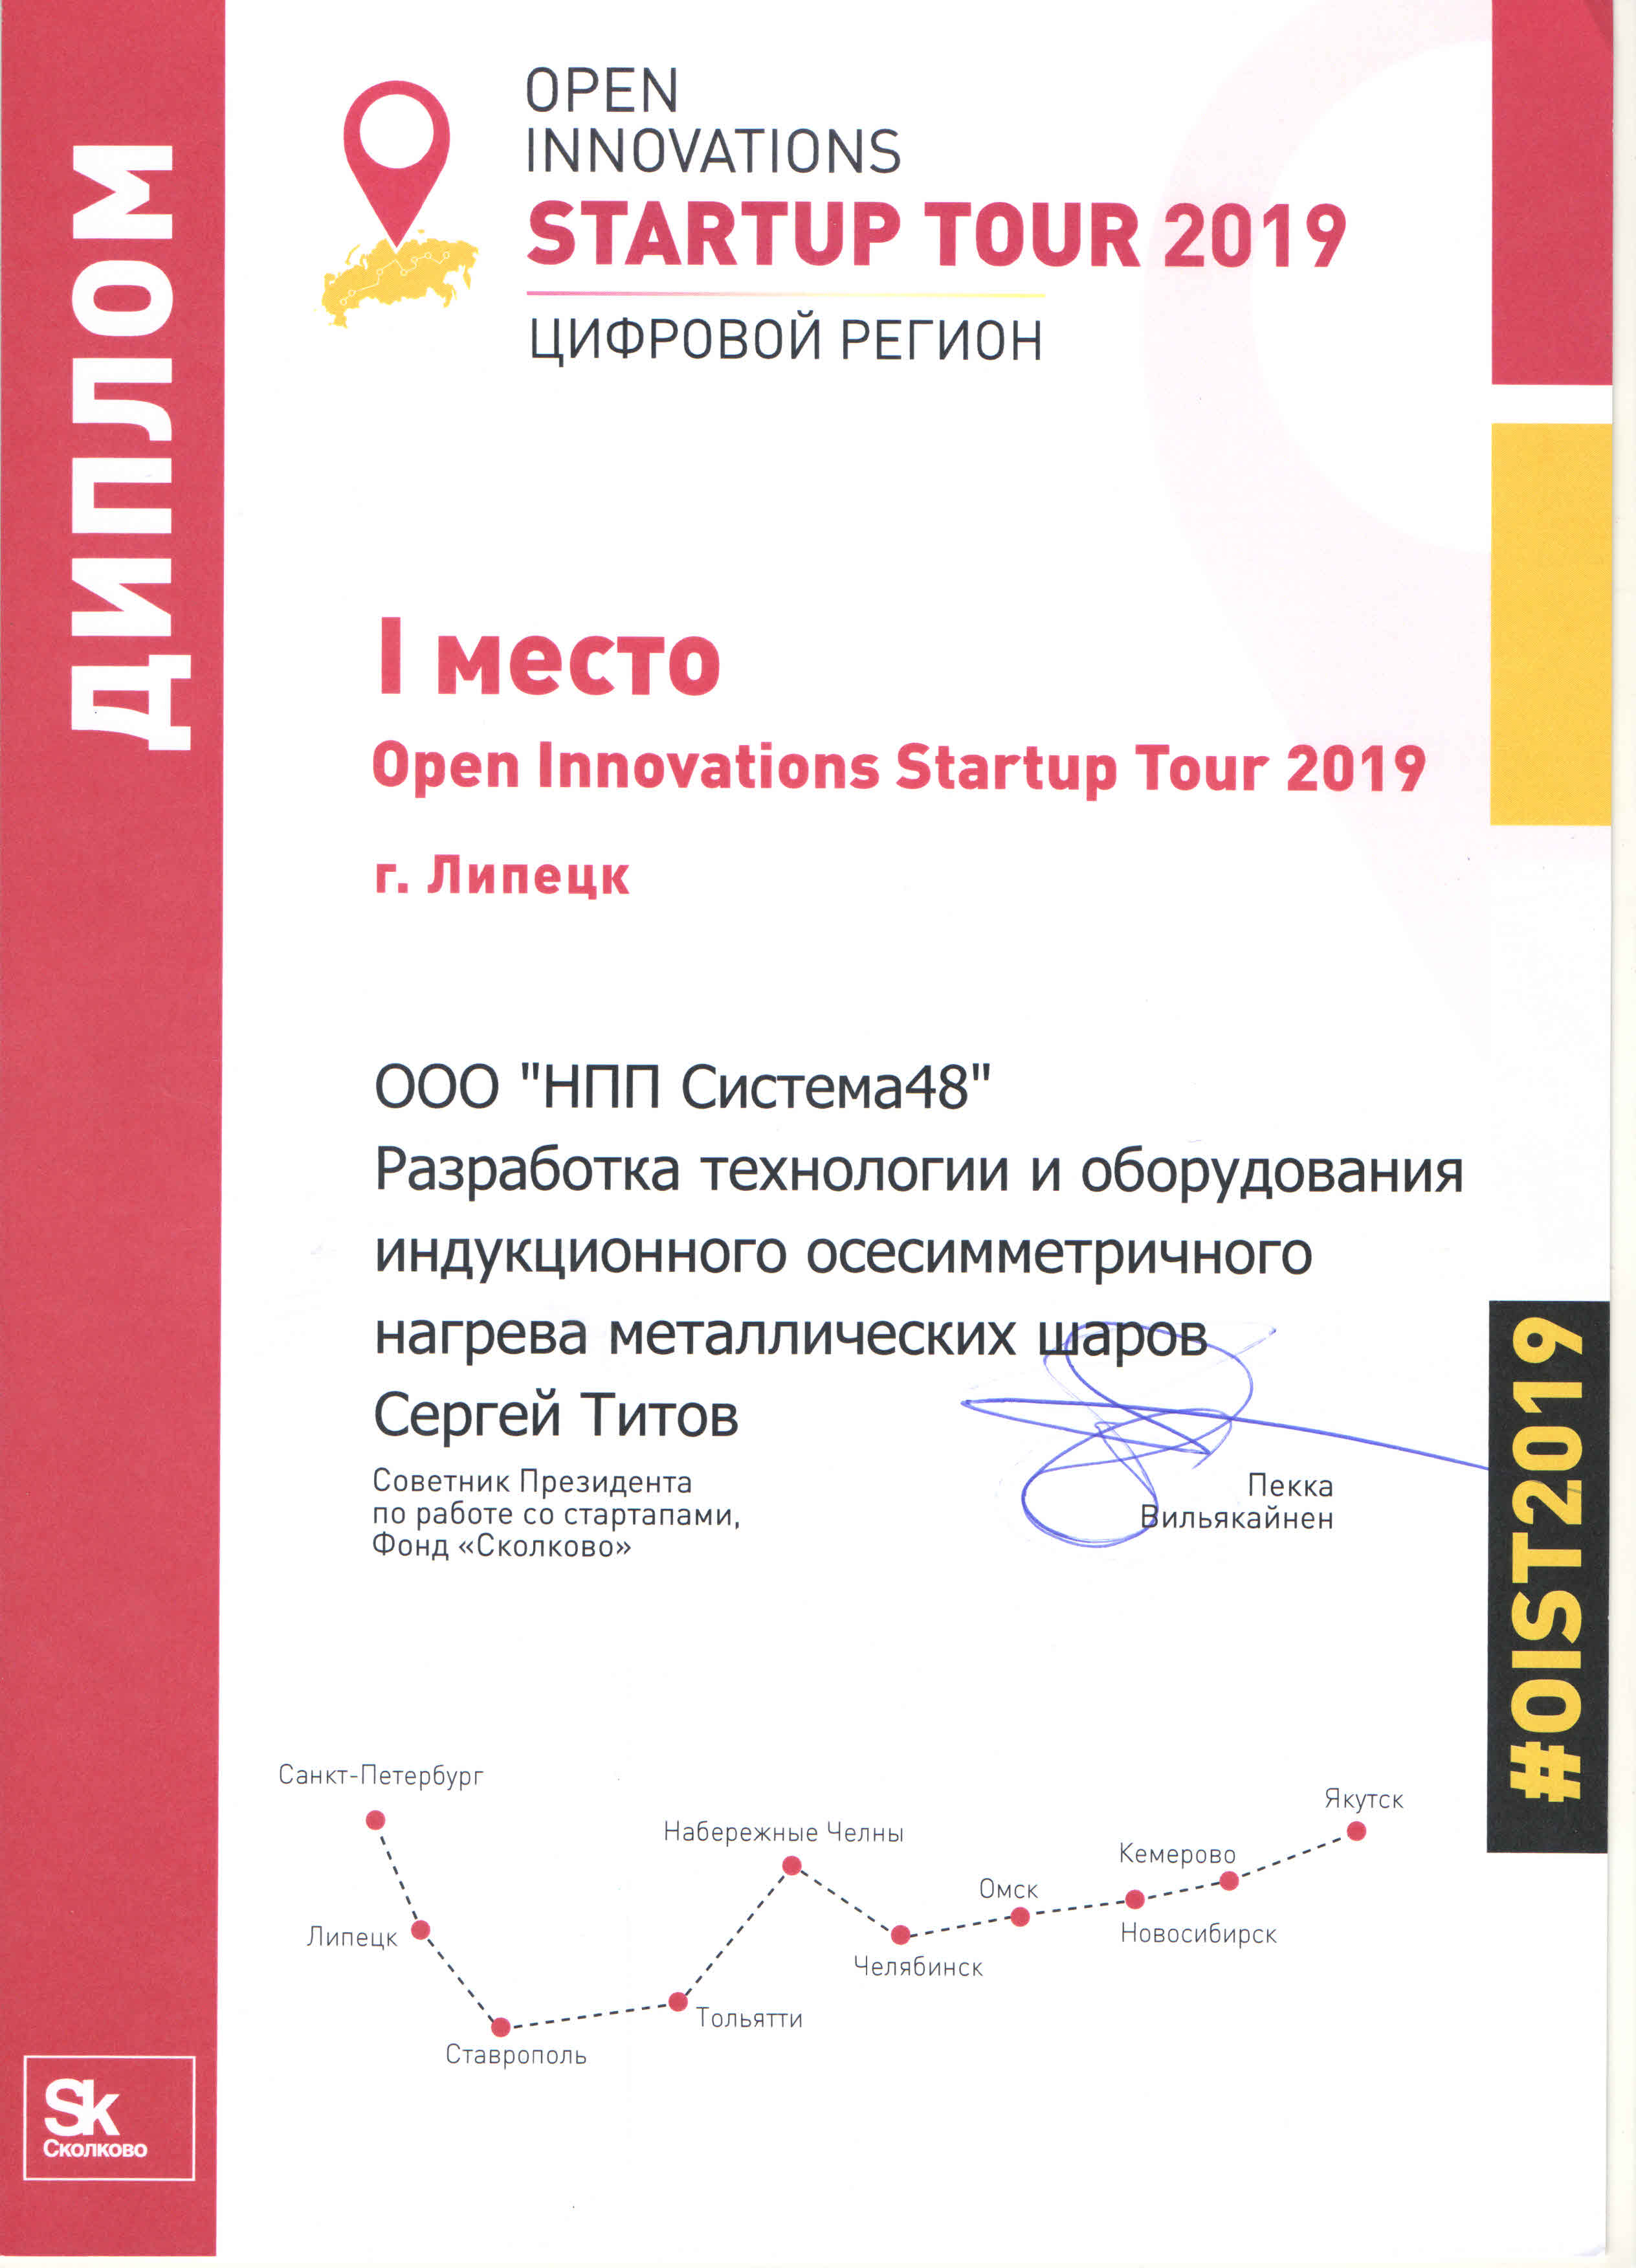 ДИПЛОМ
OPEN
INNOVATIONS
STARTUP TOUR 2019
ЦИФРОВОЙ РЕГИОН
I место
Open Innovations Startup Tour 2019
г. Липецк
ООО "НПП Система48"
Разработка технологии и оборудования
индукционного осесимметричного
нагрева металлических шаров
Сергей Титов
Советник Президента
по работе со стартапами,
Фонд «Сколково»
Пекка
Вильякайнен
#OIST2019
Санкт-Петербург
Липецк
Ставрополь
Тольятти
Набережные Челны
Челябинск
Омск
Новосибирск
Кемерово
Якутск
Sk
Сколково